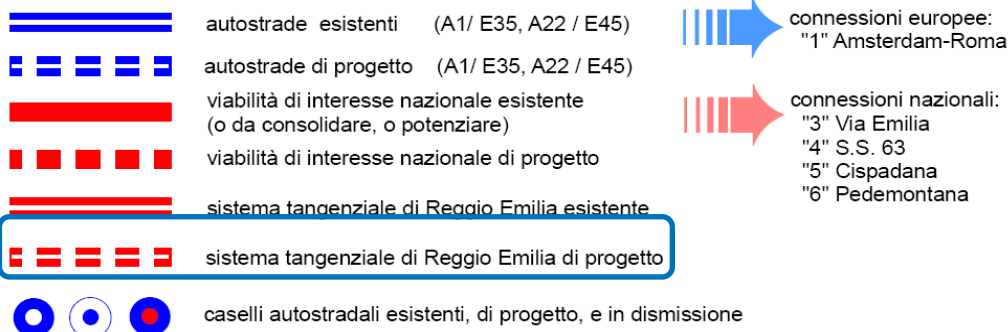 autostrade esistenti (A1/ E35, A22 / E45)
autostrade di progetto (A1/ E35, A22 / E45)
viabilità di interesse nazionale esistente
(o da consolidare, o potenziare)
viabilità di interesse nazionale di progetto
sistema tangenziale di Reggio Emilia esistente
sistema tangenziale di Reggio Emilia di progetto
caselli autostradali esistenti, di progetto, e in dismissione
connessioni europee:
"1" Amsterdam-Roma
connessioni nazionali:
"3" Via Emilia
"4" S.S. 63
"5" Cispadana
"6" Pedemontana